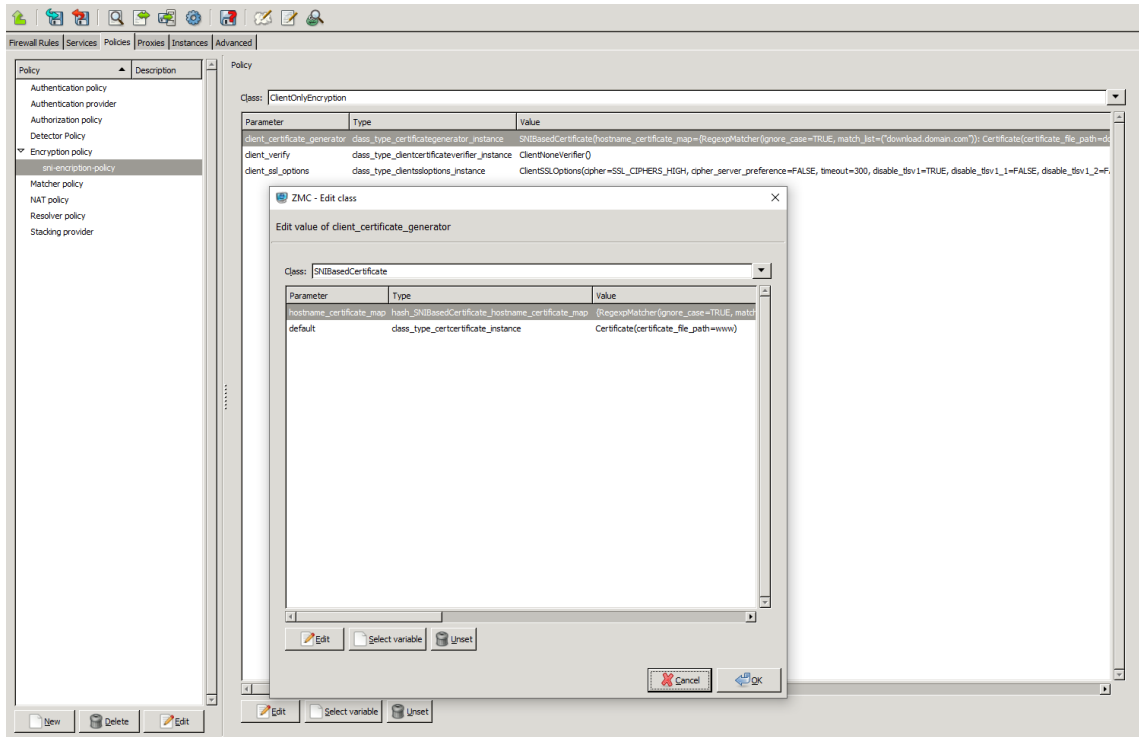 Firewall Rules Services Policies Proxies Instances Advanced
Policy Description
Authentication policy
Authentication provider
Authorization policy
Detector Policy
Encryption policy
sni-encription-policy
Matcher policy
NAT policy
Resolver policy
Stacking provider
New Delete Edit
Policy
Class: ClientOnlyEncryption
Parameter Type Value
client_certificate_generator class_type_certificategenerator_instance SNIBasedCertificate(hostname_certificate_map={RegexpMatcher(ignore_case=TRUE, match_list=("download.domain.com")): Certificate(certificate_file_path=do
client_verify class_type_clientcertificateverifier_instance ClientNoneVerifier()
client_ssl_options class_type_clientssloptions_instance ClientSSLOptions(cipher=SSL_CIPHERS_HIGH, cipher_server_preference=FALSE, timeout=300, disable_tlsv1=TRUE, disable_tlsv1_1=FALSE, disable_tlsv1_2=F
ZMC - Edit class
Edit value of client_certificate_generator
Class: SNIBasedCertificate
Parameter Type Value
hostname_certificate_map hash_SNIBasedCertificate_hostname_certificate_map {RegexpMatcher(ignore_case=TRUE, match
default class_type_certcertificate_instance Certificate(certificate_file_path=www)
Edit Select variable Unset
Cancel OK
Edit Select variable Unset